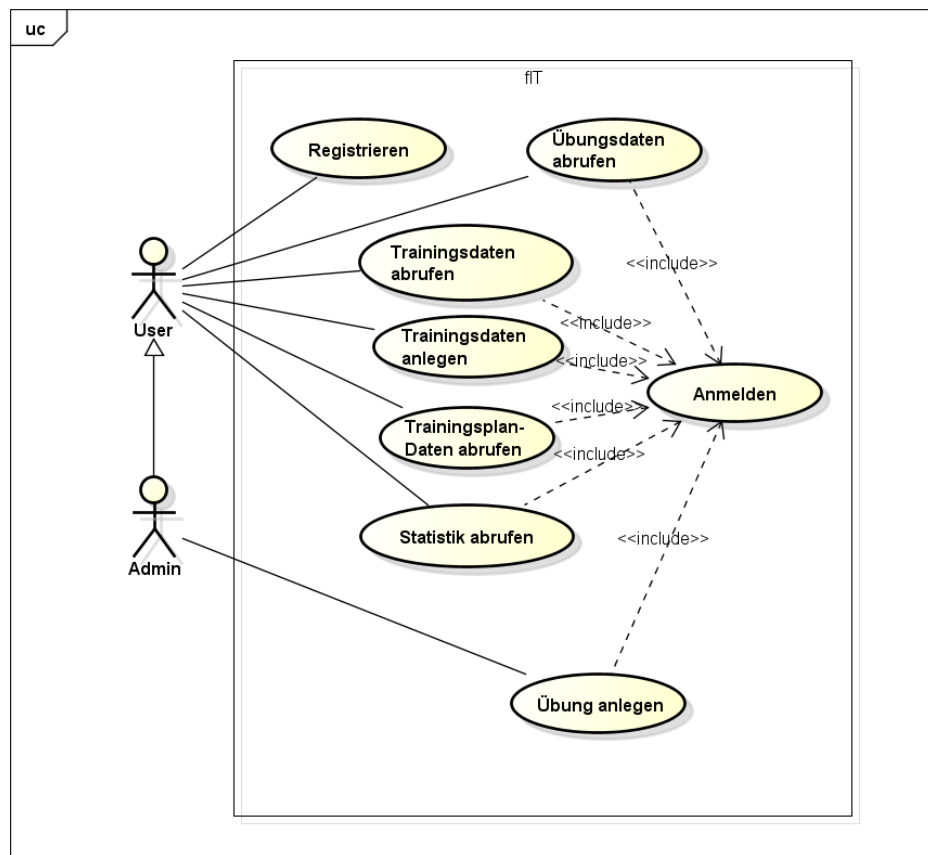 uc
fIT
Registrieren
Übungsdaten
abrufen
Trainingsdaten
abrufen
<<include>>
User
<<include>>
Trainingsdaten
anlegen
<<include>>
Anmelden
<<include>>
Trainingsplan-
Daten abrufen
<<include>>
Statistik abrufen
<<include>>
Admin
Übung anlegen